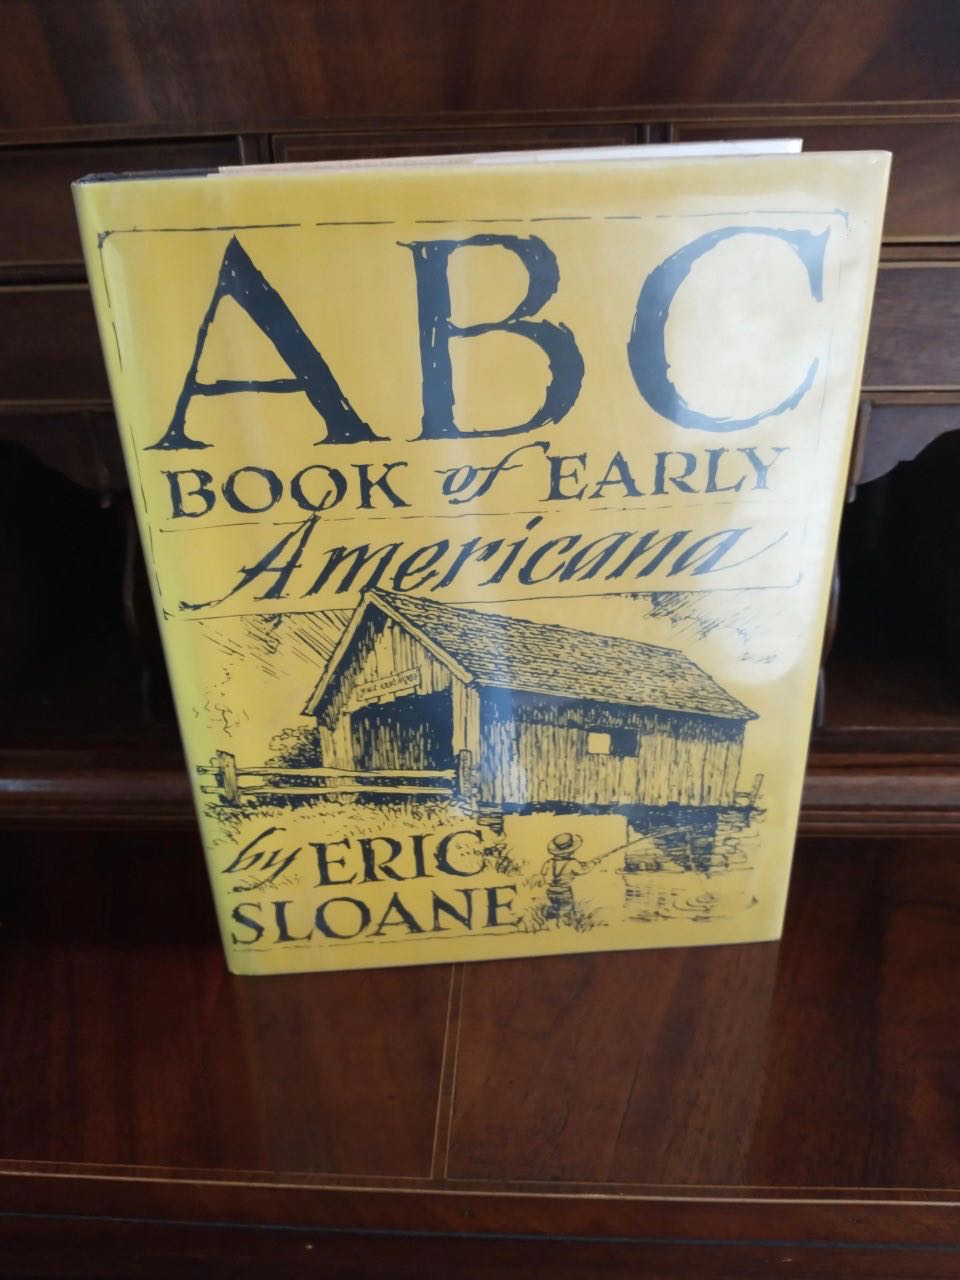 ABC
BOOK of EARLY
Americana
by ERIC
SLOANE